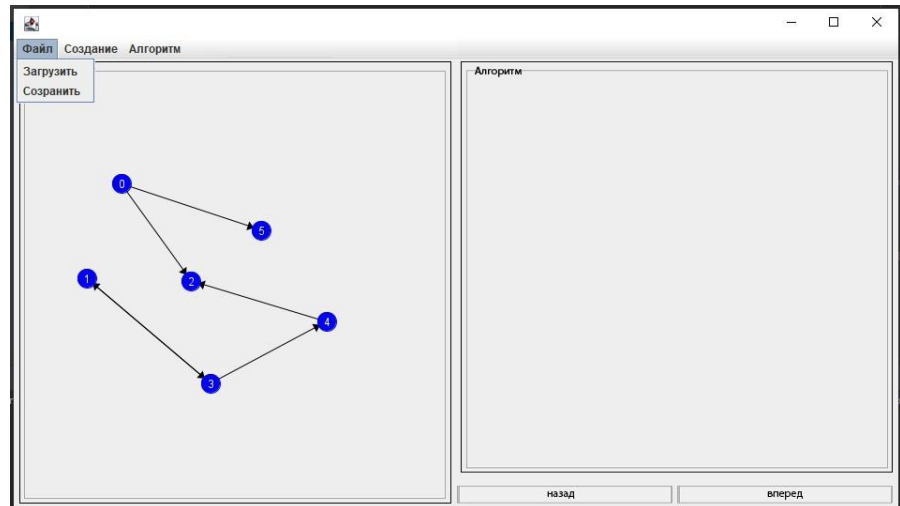 Файл Создание Алгоритм
Загрузить
Сохранить
Алгоритм
0
5
1
2
4
3
назад вперед